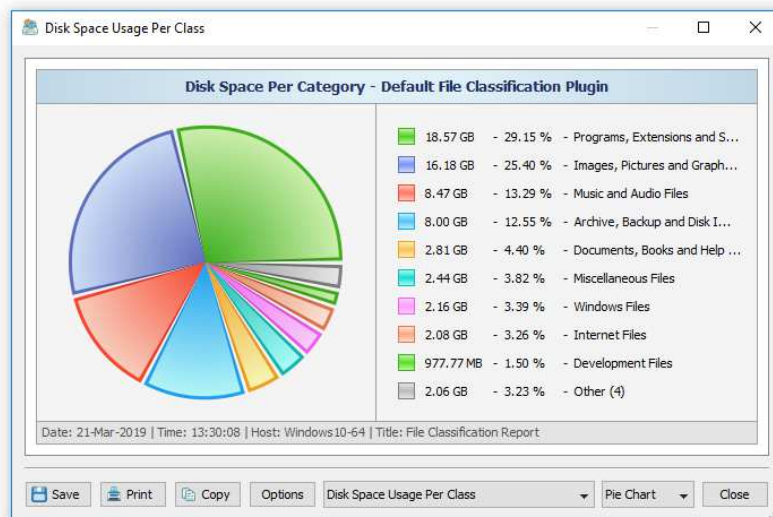 Disk Space Usage Per Class
Disk Space Per Category - Default File Classification Plugin
18.57 GB - 29.15 % - Programs, Extensions and S...
16.18 GB - 25.40 % - Images, Pictures and Graph...
8.47 GB - 13.29 % - Music and Audio Files
8.00 GB - 12.55 % - Archive, Backup and Disk I...
2.81 GB - 4.40 % - Documents, Books and Help ...
2.44 GB - 3.82 % - Miscellaneous Files
2.16 GB - 3.39 % - Windows Files
2.08 GB - 3.26 % - Internet Files
977.77 MB - 1.50 % - Development Files
2.06 GB - 3.23 % - Other (4)
Date: 21-Mar-2019 | Time: 13:30:08 | Host: Windows10-64 | Title: File Classification Report
Save Print Copy Options Disk Space Usage Per Class Pie Chart Close